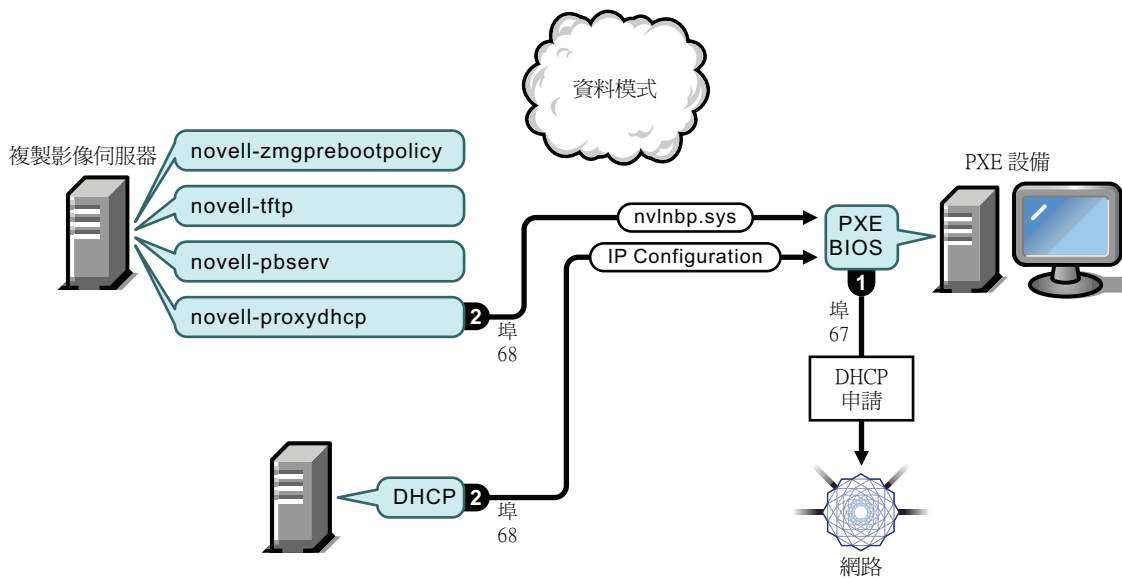 資料模式
複製影像伺服器
novell-zmgprebootpolicy
novell-tftp
novell-pbserv
novell-proxydhcp
2
埠
68
nvlnbp.sys
IP Configuration
PXE
BIOS
PXE 設備
1
埠
67
DHCP
申請
網路
DHCP
2
埠
68